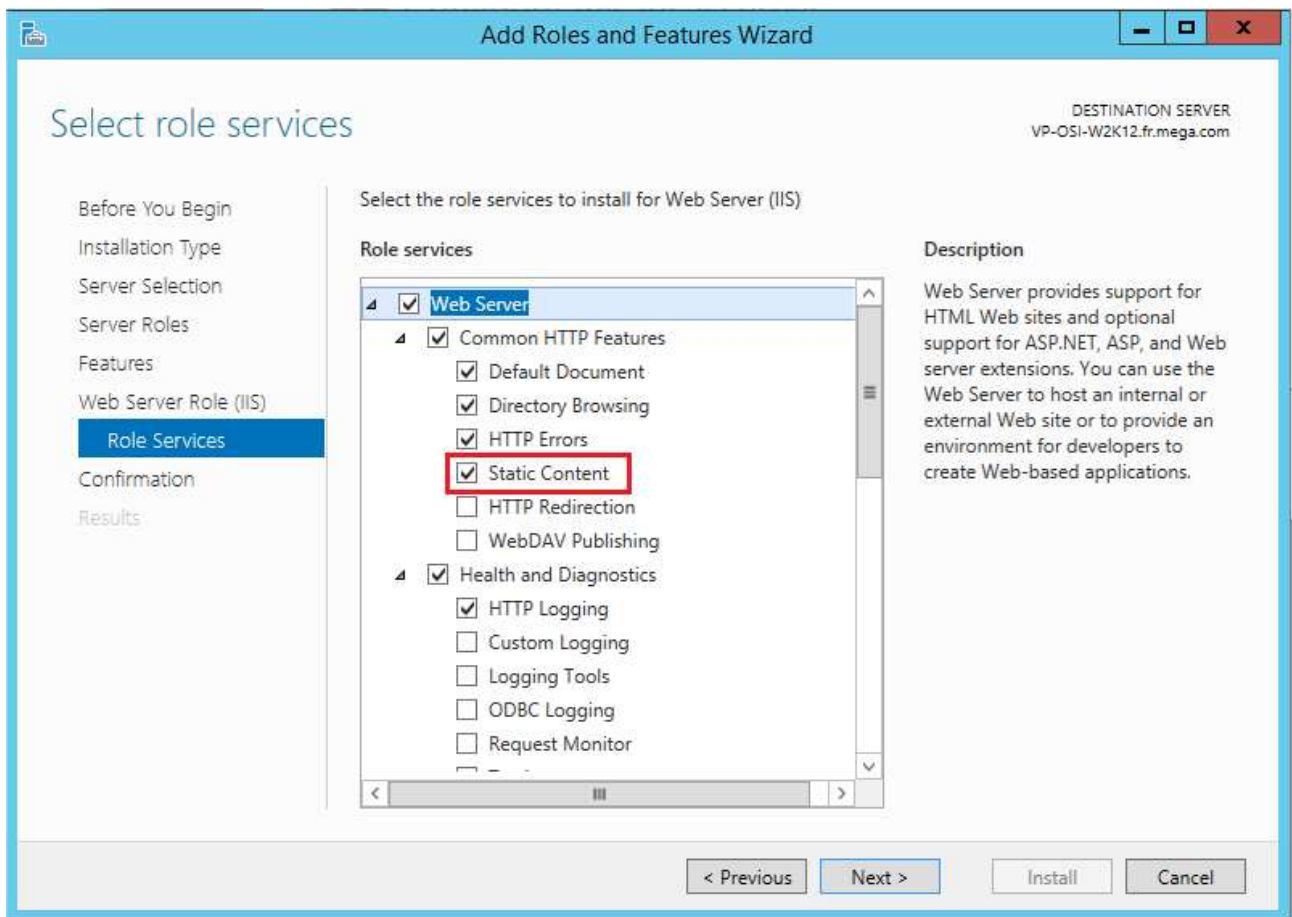 Add Roles and Features Wizard
Select role services
DESTINATION SERVER
VP-OSI-W2K12.fr.mega.com
Before You Begin
Installation Type
Server Selection
Server Roles
Features
Web Server Role (IIS)
Role Services
Confirmation
Results
Select the role services to install for Web Server (IIS)
Role services
Web Server
Common HTTP Features
Default Document
Directory Browsing
HTTP Errors
Static Content
HTTP Redirection
WebDAV Publishing
Health and Diagnostics
HTTP Logging
Custom Logging
Logging Tools
ODBC Logging
Request Monitor
Description
Web Server provides support for
HTML Web sites and optional
support for ASP.NET, ASP, and Web
server extensions. You can use the
Web Server to host an internal or
external Web site or to provide an
environment for developers to
create Web-based applications.
< Previous
Next >
Install
Cancel